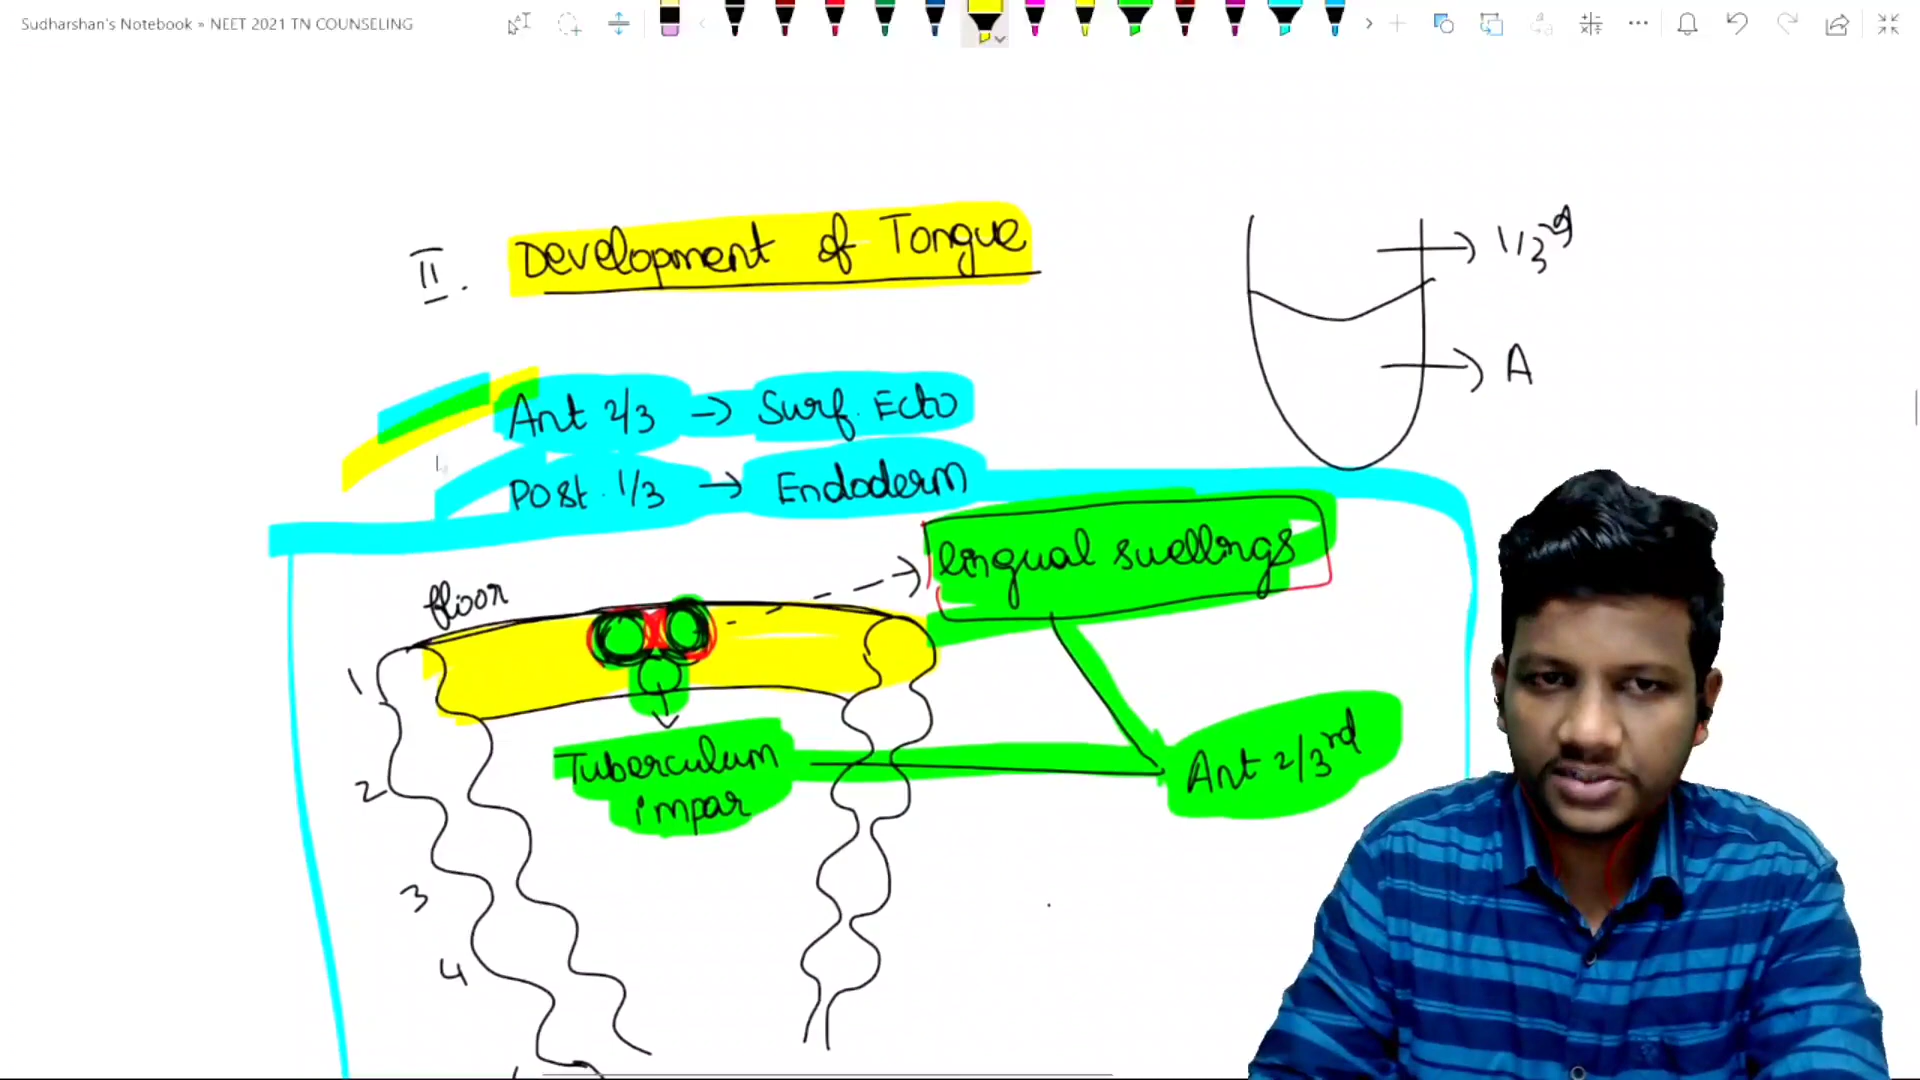 Sudharshan's Notebook » NEET 2021 TN COUNSELING
II. Development of Tongue
1/3rd
A
Ant 2/3 → Surf. Ecto
Post. 1/3 → Endoderm
lingual swellings
floor
1
Tuberculum
impar
Ant 2/3rd
2
3
4